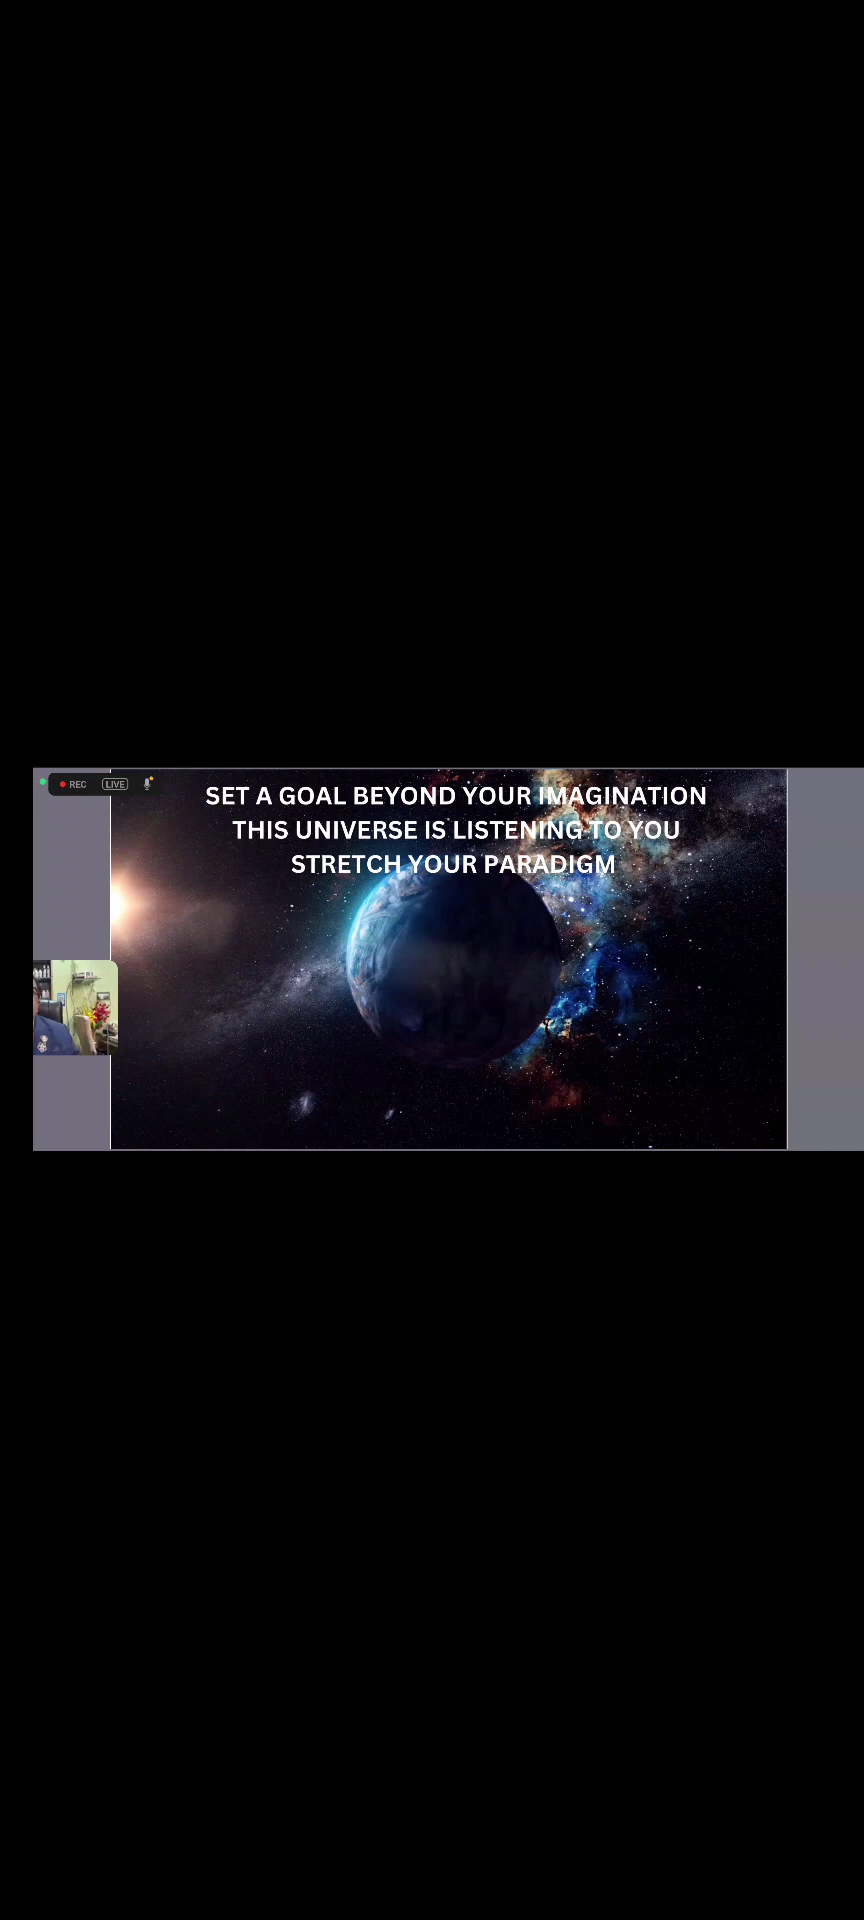 REC LIVE
SET A GOAL BEYOND YOUR IMAGINATION
THIS UNIVERSE IS LISTENING TO YOU
STRETCH YOUR PARADIGM